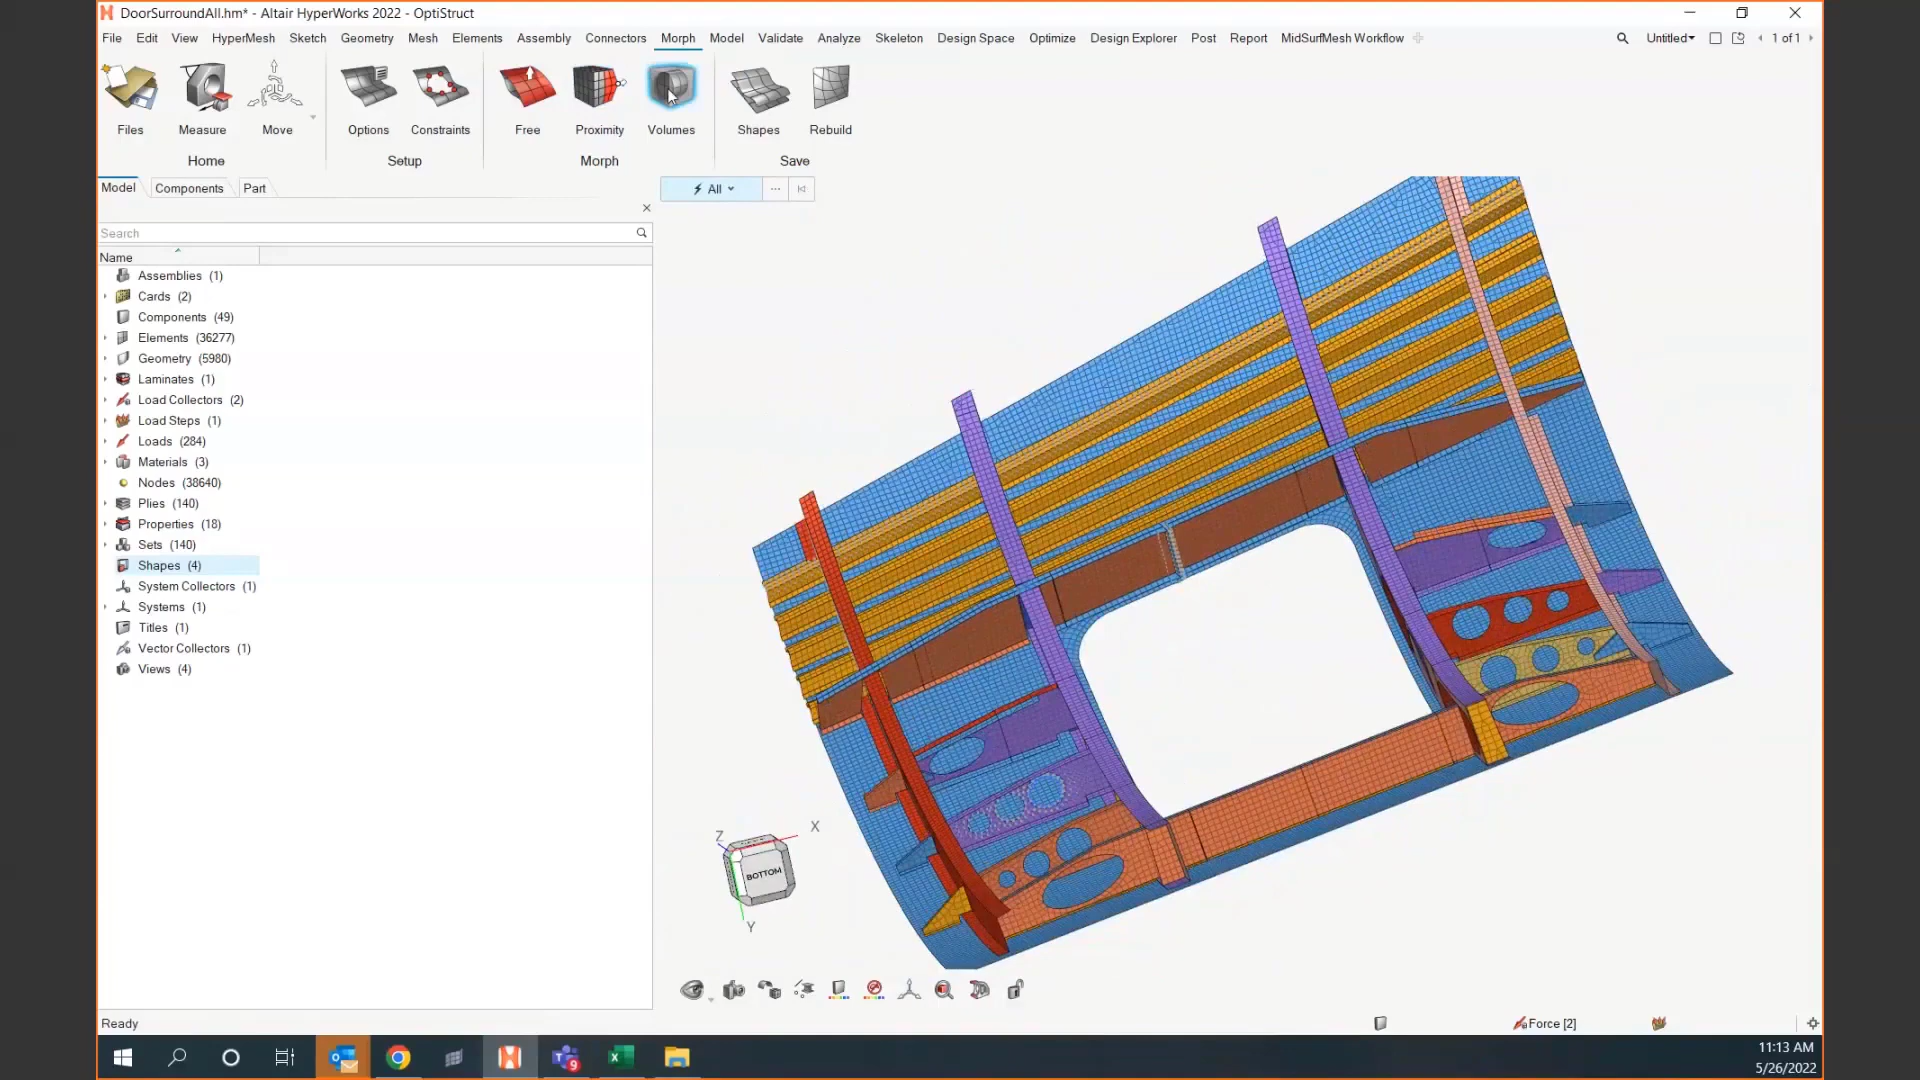 DoorSurroundAll.hm* - Altair HyperWorks 2022 - OptiStruct
File Edit View HyperMesh Sketch Geometry Mesh Elements Assembly Connectors Morph Model Validate Analyze Skeleton Design Space Optimize Design Explorer Post Report MidSurfMesh Workflow Untitled 1 of 1
Files Measure Move Options Constraints Free Proximity Volumes Shapes Rebuild
Home Setup Morph Save
Model Components Part
All
Search
Name
Assemblies (1)
Cards (2)
Components (49)
Elements (36277)
Geometry (5980)
Laminates (1)
Load Collectors (2)
Load Steps (1)
Loads (284)
Materials (3)
Nodes (38640)
Plies (140)
Properties (18)
Sets (140)
Shapes (4)
System Collectors (1)
Systems (1)
Titles (1)
Vector Collectors (1)
Views (4)
Z X
BOTTOM
Y
Ready Force [2]
9
11:13 AM
5/26/2022